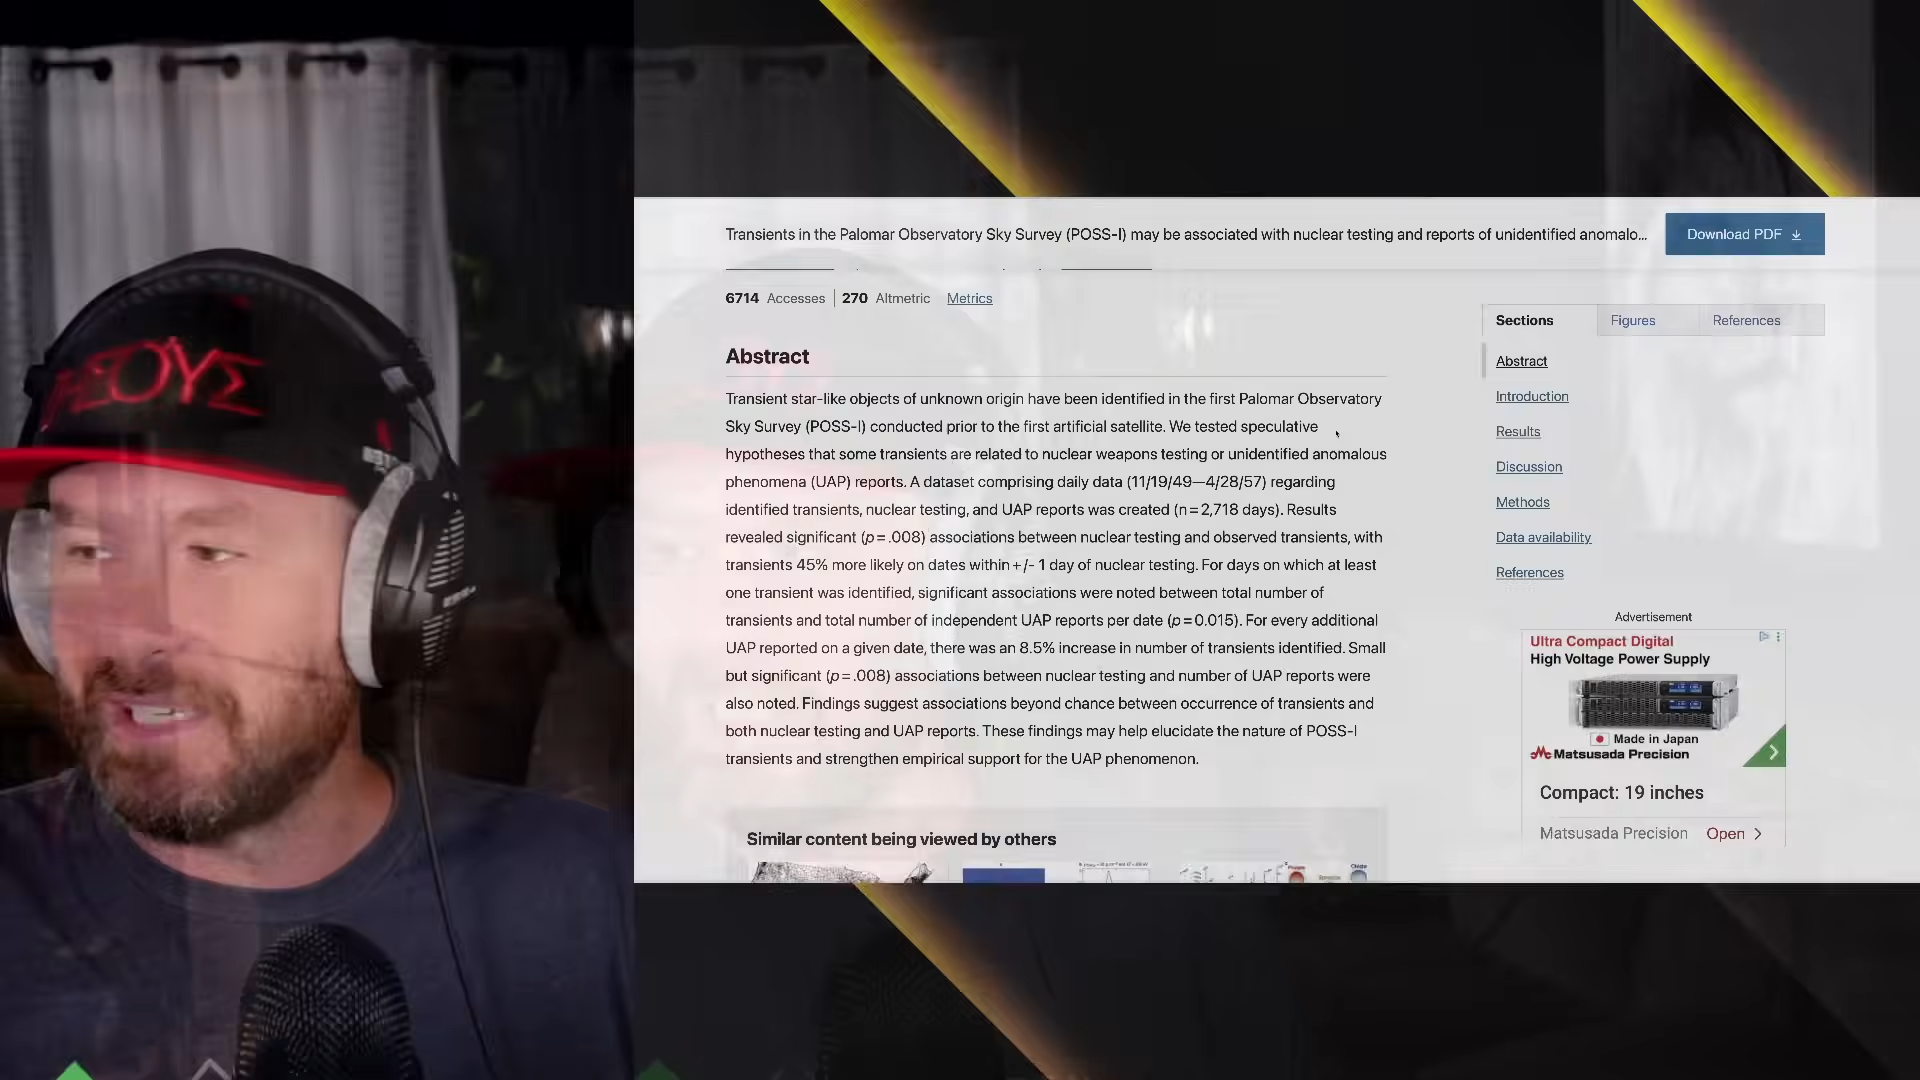 ΙΗΣΟΥΣ
Transients in the Palomar Observatory Sky Survey (POSS-I) may be associated with nuclear testing and reports of unidentified anomalo...
Download PDF
6714 Accesses 270 Altmetric Metrics
Abstract
Transient star-like objects of unknown origin have been identified in the first Palomar Observatory
Sky Survey (POSS-I) conducted prior to the first artificial satellite. We tested speculative
hypotheses that some transients are related to nuclear weapons testing or unidentified anomalous
phenomena (UAP) reports. A dataset comprising daily data (11/19/49—4/28/57) regarding
identified transients, nuclear testing, and UAP reports was created (n = 2,718 days). Results
revealed significant (p = .008) associations between nuclear testing and observed transients, with
transients 45% more likely on dates within + /- 1 day of nuclear testing. For days on which at least
one transient was identified, significant associations were noted between total number of
transients and total number of independent UAP reports per date (p = 0.015). For every additional
UAP reported on a given date, there was an 8.5% increase in number of transients identified. Small
but significant (p = .008) associations between nuclear testing and number of UAP reports were
also noted. Findings suggest associations beyond chance between occurrence of transients and
both nuclear testing and UAP reports. These findings may help elucidate the nature of POSS-I
transients and strengthen empirical support for the UAP phenomenon.
Similar content being viewed by others
Sections Figures References
Abstract
Introduction
Results
Discussion
Methods
Data availability
References
Advertisement
Ultra Compact Digital
High Voltage Power Supply
Made in Japan
Matsusada Precision
Compact: 19 inches
Matsusada Precision Open